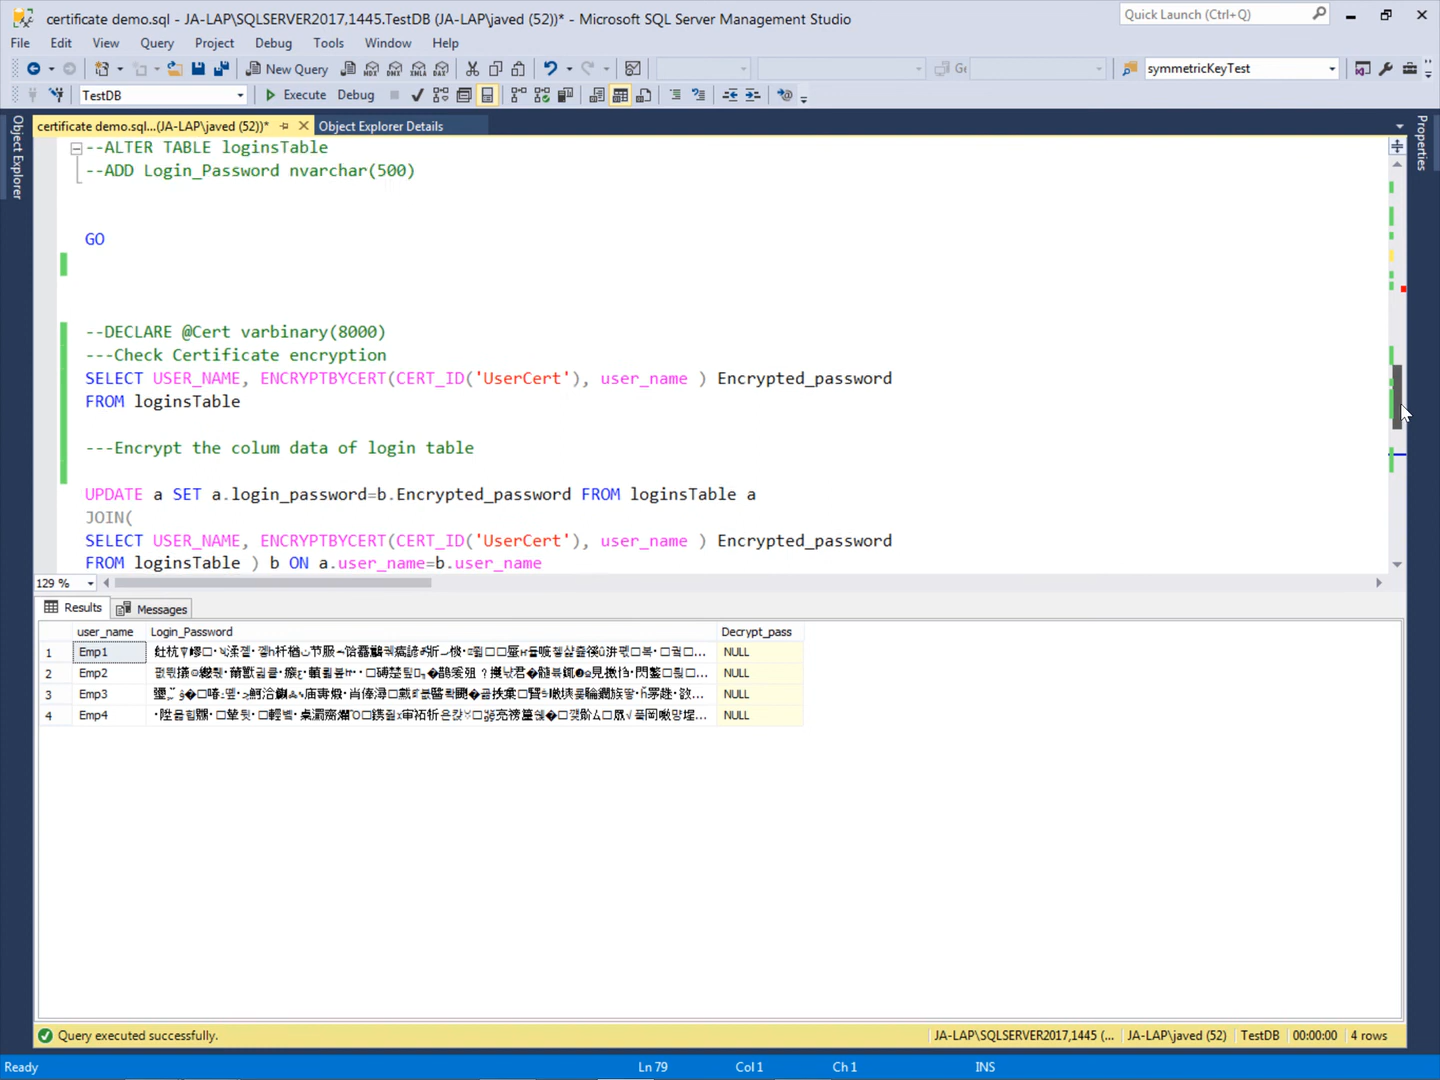 certificate demo.sql - JA-LAP\SQLSERVER2017,1445.TestDB (JA-LAP\javed (52))* - Microsoft SQL Server Management Studio
Quick Launch (Ctrl+Q)
File Edit View Query Project Debug Tools Window Help
New Query
symmetricKeyTest
TestDB
Execute Debug
certificate demo.sql...(JA-LAP\javed (52))*
Object Explorer Details
Object Explorer
Properties
--ALTER TABLE loginsTable
--ADD Login_Password nvarchar(500)
GO
--DECLARE @Cert varbinary(8000)
---Check Certificate encryption
SELECT USER_NAME, ENCRYPTBYCERT(CERT_ID('UserCert'), user_name ) Encrypted_password
FROM loginsTable
---Encrypt the colum data of login table
UPDATE a SET a.login_password=b.Encrypted_password FROM loginsTable a
JOIN(
SELECT USER_NAME, ENCRYPTBYCERT(CERT_ID('UserCert'), user_name ) Encrypted_password
FROM loginsTable ) b ON a.user_name=b.user_name
129 %
Results Messages
user_name Login_Password Decrypt_pass
1 Emp1 NULL
2 Emp2 NULL
3 Emp3 NULL
4 Emp4 NULL
Query executed successfully.
JA-LAP\SQLSERVER2017,1445 (... JA-LAP\javed (52) TestDB 00:00:00 4 rows
Ready Ln 79 Col 1 Ch 1 INS